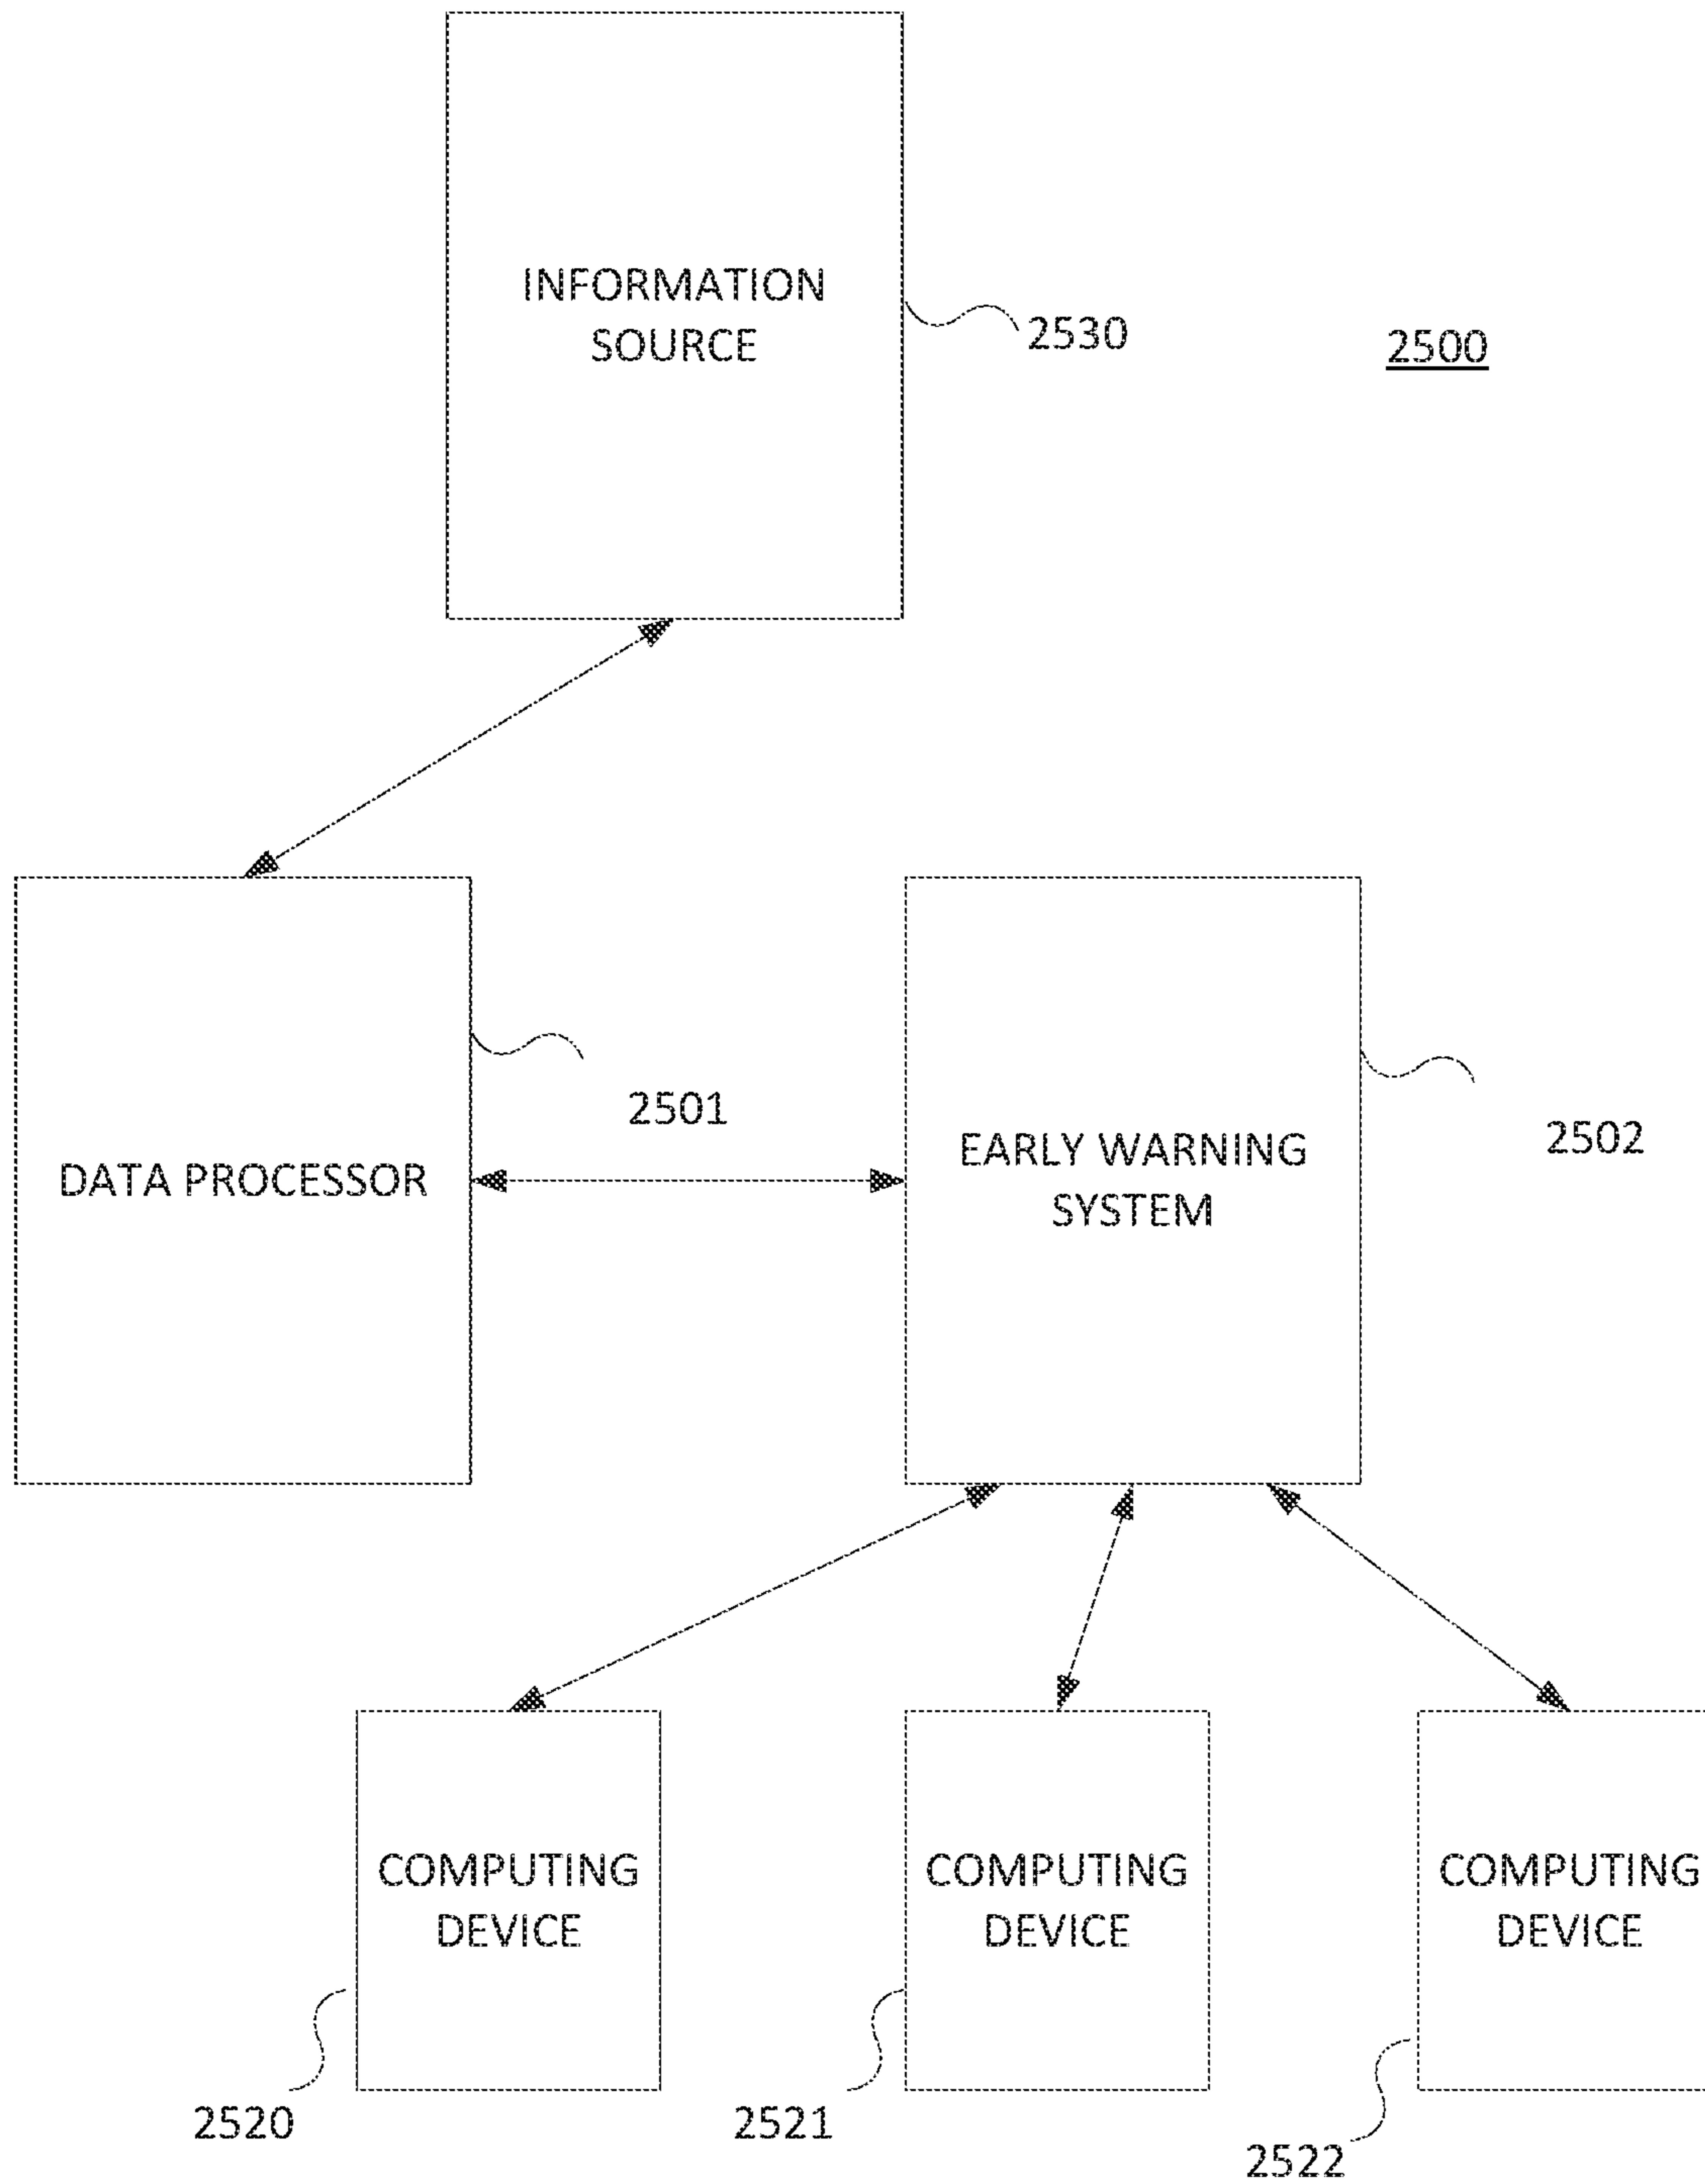 INFORMATION
SOURCE
2530
2500
2501
DATA PROCESSOR
EARLY WARNING
SYSTEM
2502
COMPUTING
DEVICE
COMPUTING
DEVICE
COMPUTING
DEVICE
2520
2521
2522